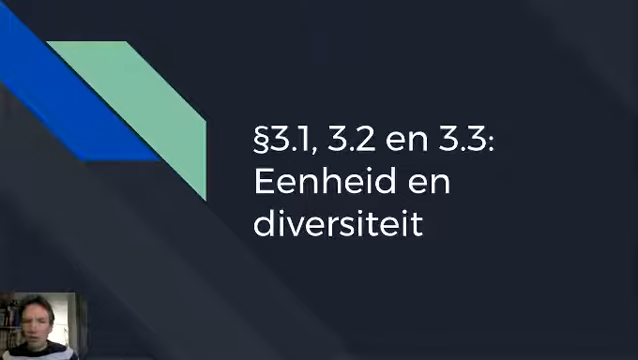 §3.1, 3.2 en 3.3:
Eenheid en
diversiteit